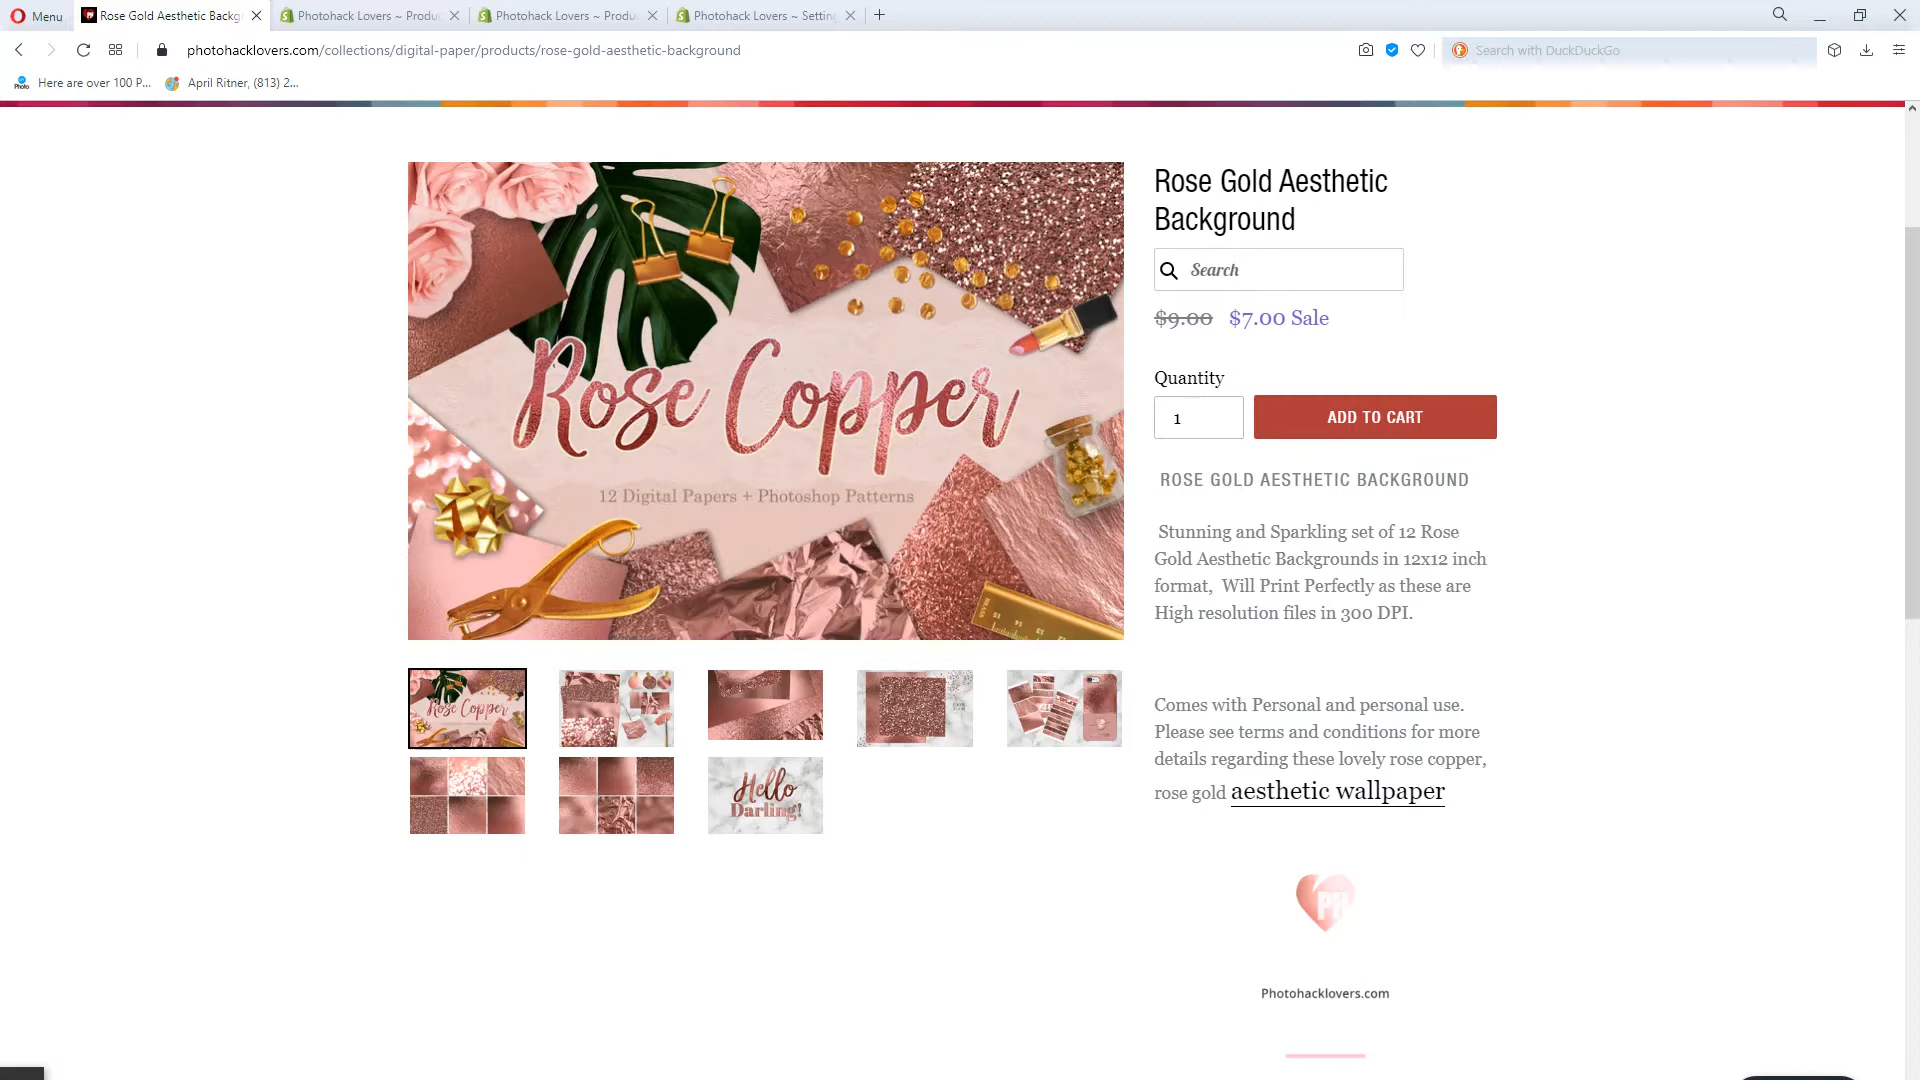 Menu
Rose Gold Aesthetic Backg
Photohack Lovers ~ Produc
Photohack Lovers ~ Produ
Photohack Lovers ~ Setting
photohacklovers.com/collections/digital-paper/products/rose-gold-aesthetic-background
Search with DuckDuckGo
Here are over 100 P...
April Ritner, (813) 2...
Rose Copper
12 Digital Papers + Photoshop Patterns
Rose Gold Aesthetic
Background
Search
$9.00 $7.00 Sale
Quantity
1
ADD TO CART
ROSE GOLD AESTHETIC BACKGROUND
Stunning and Sparkling set of 12 Rose
Gold Aesthetic Backgrounds in 12x12 inch
format, Will Print Perfectly as these are
High resolution files in 300 DPI.
Comes with Personal and personal use.
Please see terms and conditions for more
details regarding these lovely rose copper,
rose gold aesthetic wallpaper
Rose Copper
Hello
Darling!
PH
Photohacklovers.com